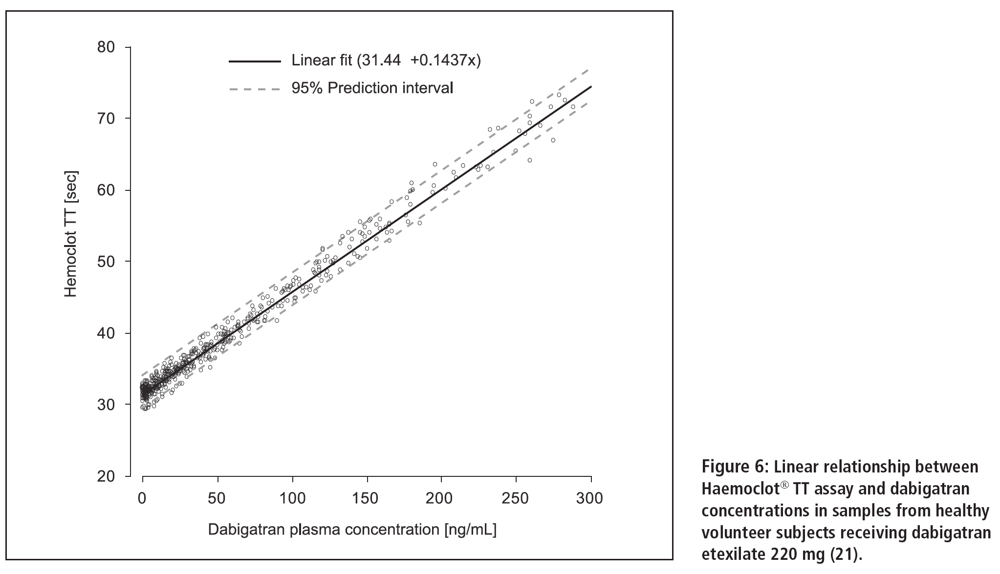 80
70
60
50
40
30
20
Hemoclot TT [sec]
Linear fit (31.44 +0.1437x)
95% Prediction interval
0 50 100 150 200 250 300
Dabigatran plasma concentration [ng/mL]
Figure 6: Linear relationship between
Haemoclot® TT assay and dabigatran
concentrations in samples from healthy
volunteer subjects receiving dabigatran
etexilate 220 mg (21).